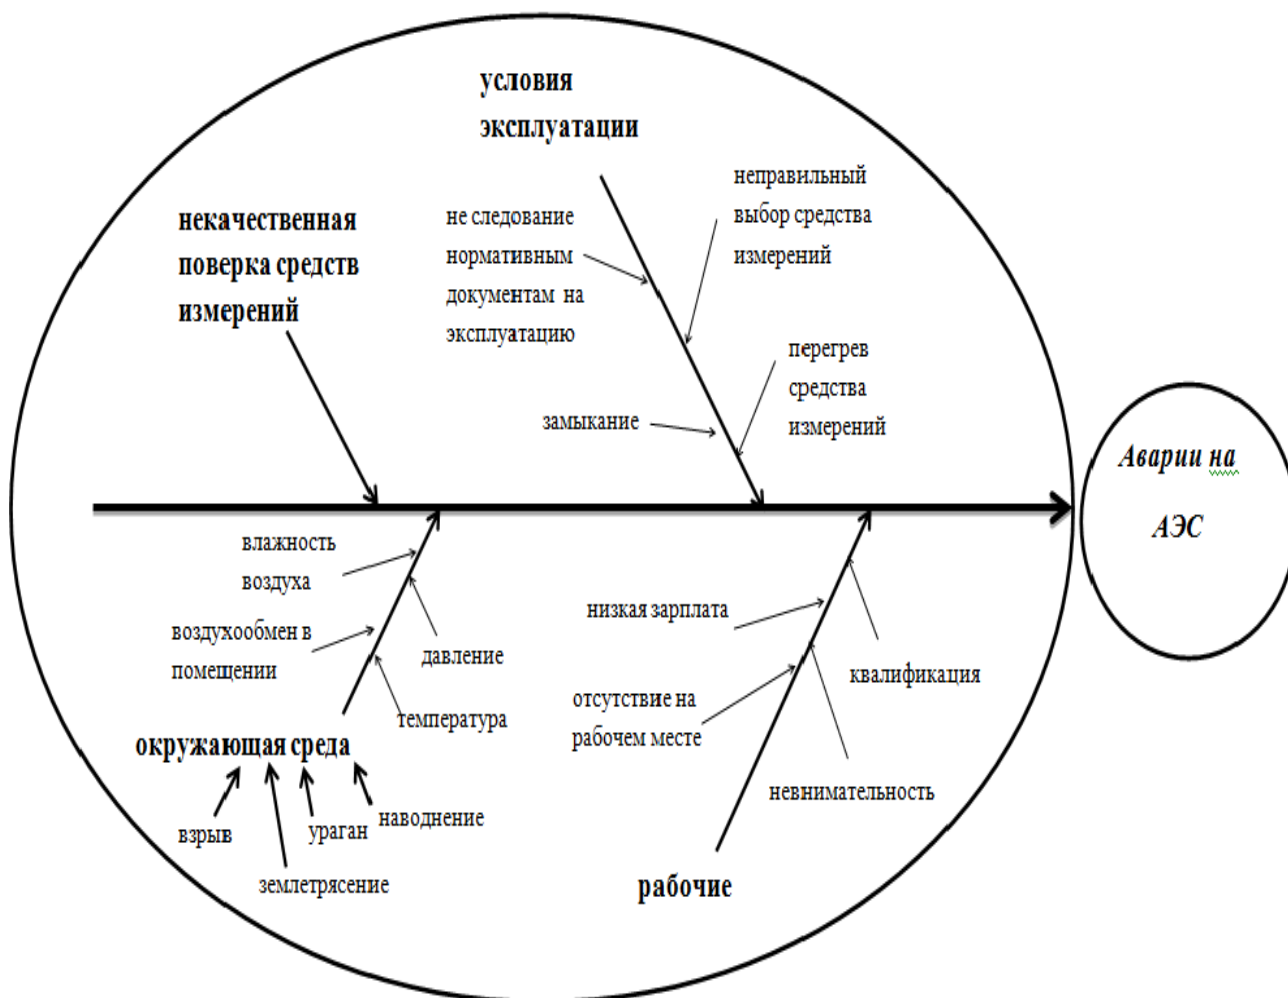 условия
эксплуатации
неправильный
выбор средства
измерений
не следование
нормативным
документам на
эксплуатацию
некачественная
поверка средств
измерений
перегрев
средства
измерений
замыкание
Аварии на
АЭС
влажность
воздуха
воздухообмен в
помещении
давление
температура
окружающая среда
взрыв
ураган
наводнение
землетрясение
низкая зарплата
отсутствие на
рабочем месте
квалификация
невнимательность
рабочие